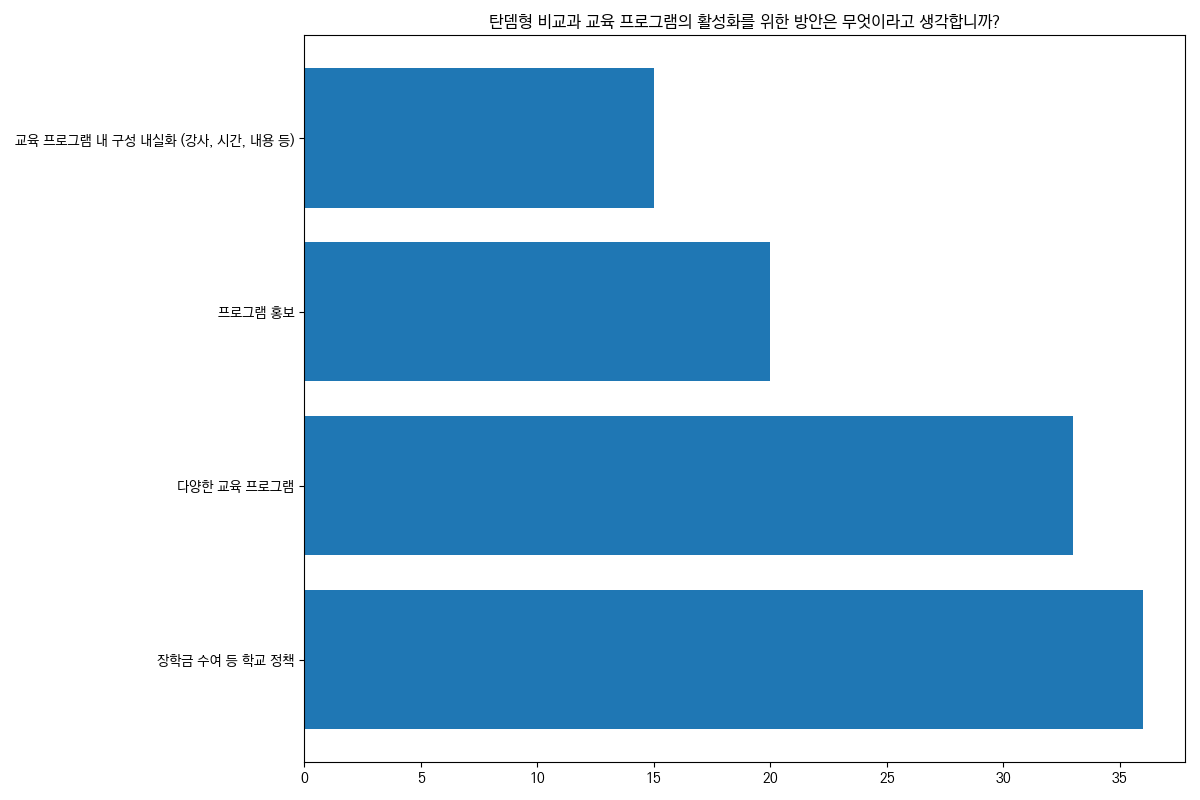 탄뎀형 비교과 교육 프로그램의 활성화를 위한 방안은 무엇이라고 생각합니까?
교육 프로그램 내 구성 내실화 (강사, 시간, 내용 등)
프로그램 홍보
다양한 교육 프로그램
장학금 수여 등 학교 정책
0 5 10 15 20 25 30 35